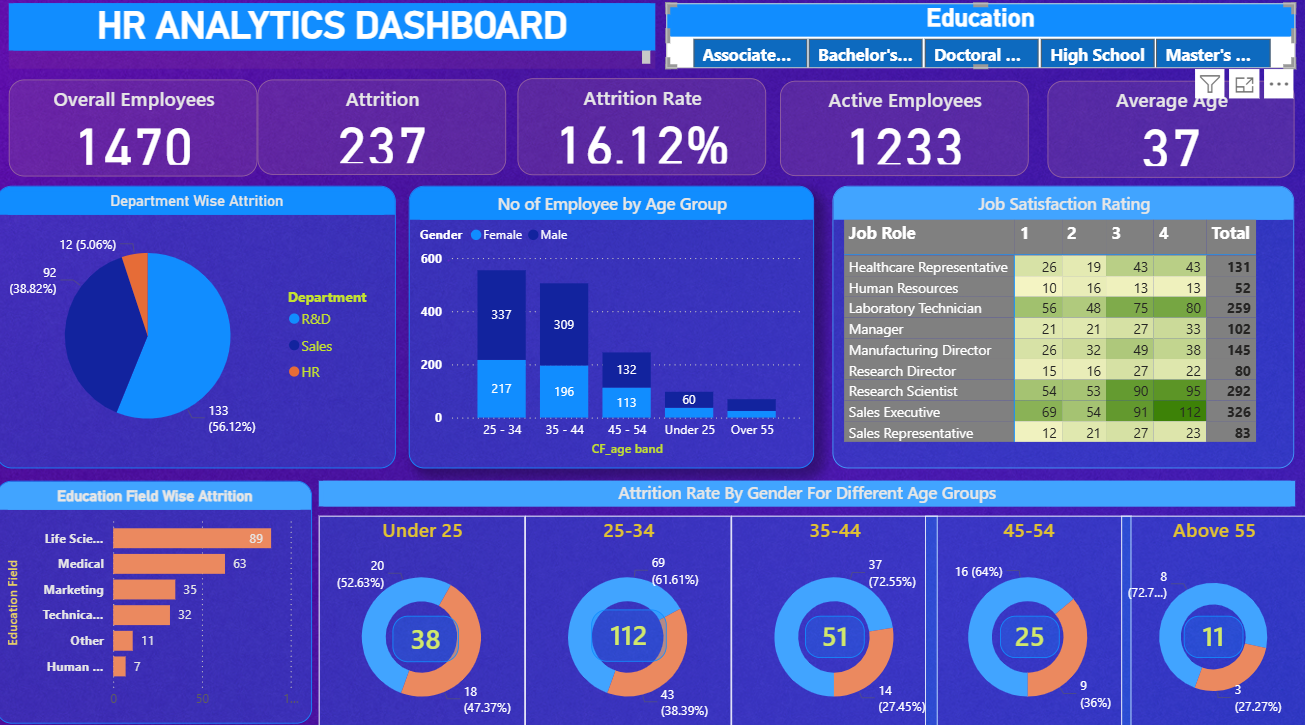 HR ANALYTICS DASHBOARD
Education
Associate... Bachelor's... Doctoral ... High School Master's ...
Overall Employees
1470
Attrition
237
Attrition Rate
16.12%
Active Employees
1233
Average Age
37
Department Wise Attrition
12 (5.06%)
92
(38.82%)
133
(56.12%)
Department
R&D
Sales
HR
No of Employee by Age Group
Gender Female Male
600
400
200
0
337
217
309
196
132
113
60
25 - 34 35 - 44 45 - 54 Under 25 Over 55
CF_age band
Job Satisfaction Rating
Job Role 1 2 3 4 Total
Healthcare Representative 26 19 43 43 131
Human Resources 10 16 13 13 52
Laboratory Technician 56 48 75 80 259
Manager 21 21 27 33 102
Manufacturing Director 26 32 49 38 145
Research Director 15 16 27 22 80
Research Scientist 54 53 90 95 292
Sales Executive 69 54 91 112 326
Sales Representative 12 21 27 23 83
Education Field Wise Attrition
Education Field
Life Scie... 89
Medical 63
Marketing 35
Technica... 32
Other 11
Human ... 7
0 50 1...
Attrition Rate By Gender For Different Age Groups
Under 25
20
(52.63%)
38
18
(47.37%)
25-34
69
(61.61%)
112
43
(38.39%)
35-44
37
(72.55%)
51
14
(27.45%)
45-54
16 (64%)
25
9
(36%)
Above 55
8
(72.7...)
11
3
(27.27%)